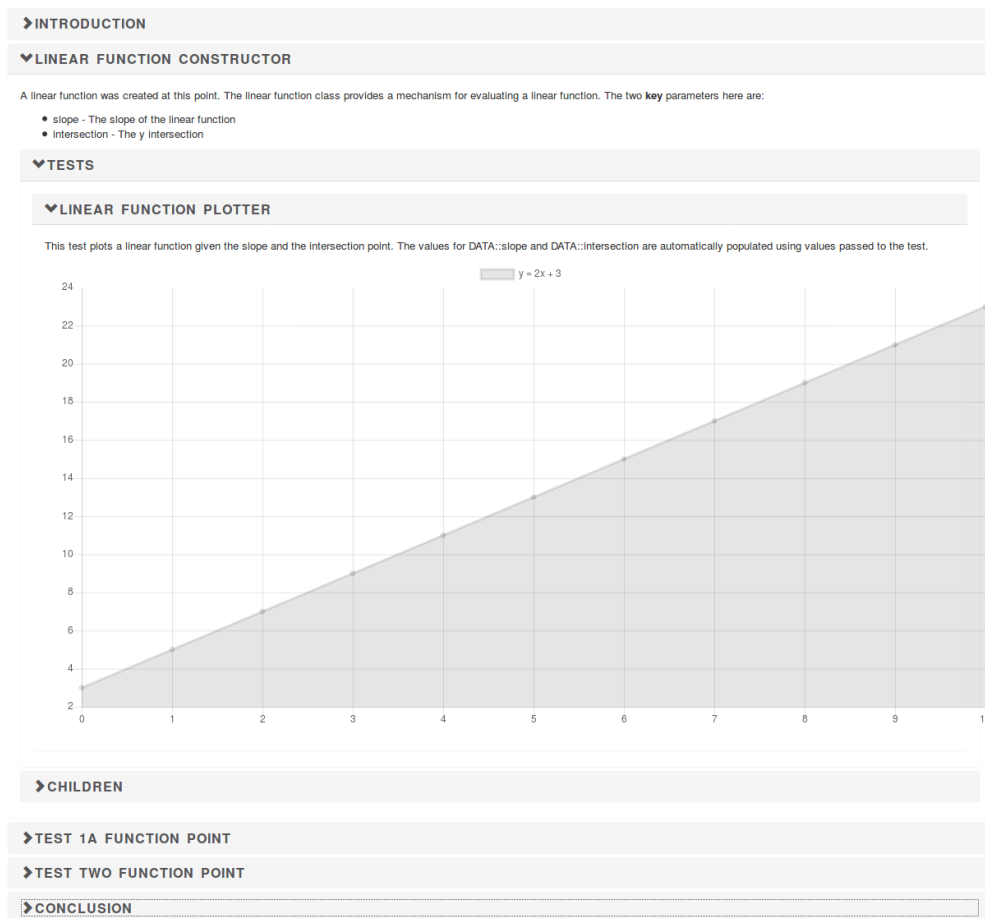 INTRODUCTION
LINEAR FUNCTION CONSTRUCTOR
A linear function was created at this point. The linear function class provides a mechanism for evaluating a linear function. The two key parameters here are:
slope - The slope of the linear function
intersection - The y intersection
TESTS
LINEAR FUNCTION PLOTTER
This test plots a linear function given the slope and the intersection point. The values for DATA::slope and DATA::intersection are automatically populated using values passed to the test.
y = 2x + 3
24
22
20
18
16
14
12
10
8
6
4
2
0 1 2 3 4 5 6 7 8 9 1
CHILDREN
TEST 1A FUNCTION POINT
TEST TWO FUNCTION POINT
CONCLUSION